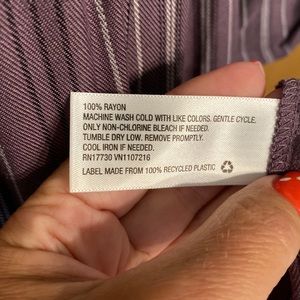 100% RAYON
MACHINE WASH COLD WITH LIKE COLORS. GENTLE CYCLE.
ONLY NON-CHLORINE BLEACH IF NEEDED.
TUMBLE DRY LOW. REMOVE PROMPTLY.
COOL IRON IF NEEDED.
RN17730 VN1107216
LABEL MADE FROM 100% RECYCLED PLASTIC